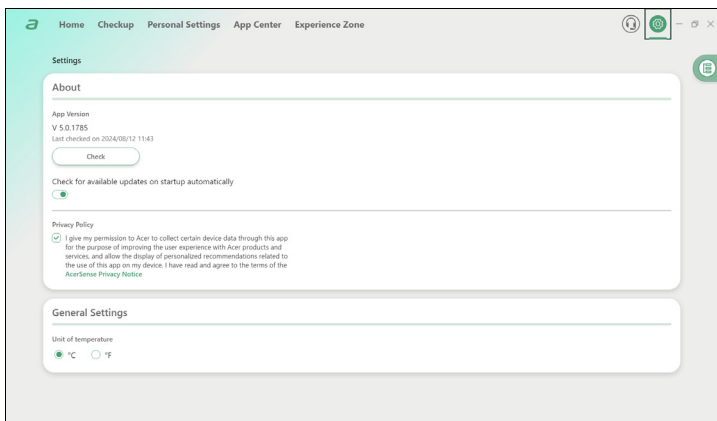 a Home Checkup Personal Settings App Center Experience Zone
Settings
About
App Version
V 5.0.1785
Last checked on 2024/08/12 11:43
Check
Check for available updates on startup automatically
Privacy Policy
I give my permission to Acer to collect certain device data through this app
for the purpose of improving the user experience with Acer products and
services, and allow the display of personalized recommendations related to
the use of this app on my device. I have read and agree to the terms of the
AcerSense Privacy Notice
General Settings
Unit of temperature
°C °F